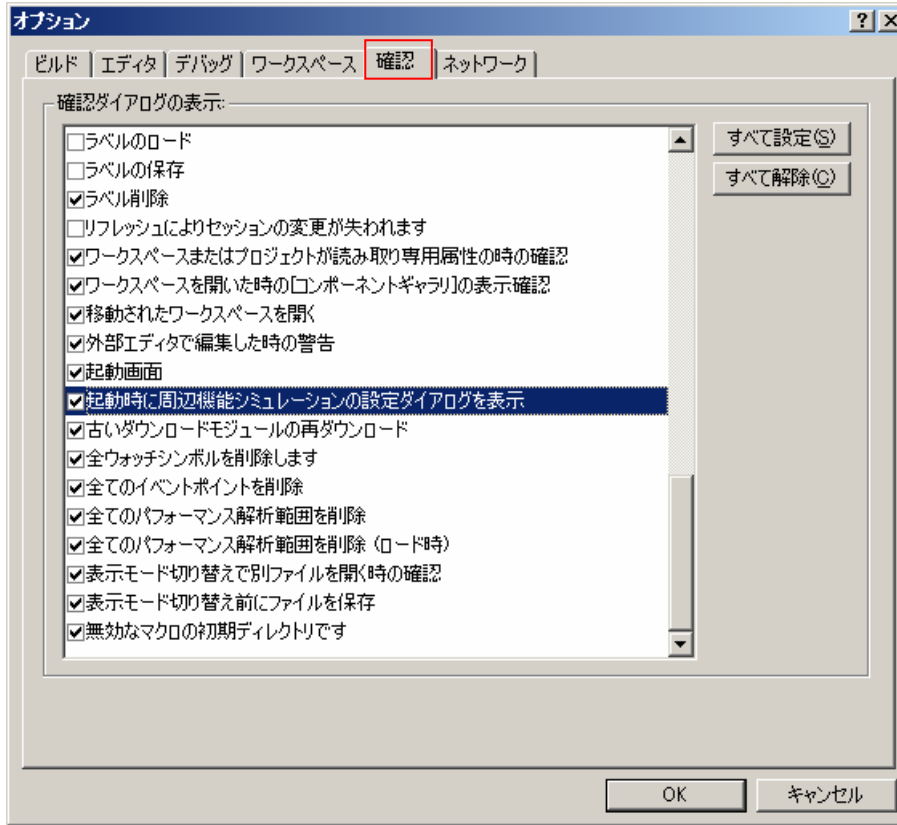 オプション
ビルド エディタ デバッグ ワークスペース 確認 ネットワーク
確認ダイアログの表示:
ラベルのロード
すべて設定(S)
ラベルの保存
すべて解除(C)
ラベル削除
リフレッシュによりセッションの変更が失われます
ワークスペースまたはプロジェクトが読み取り専用属性の時の確認
ワークスペースを開いた時の[コンポーネントギャラリ]の表示確認
移動されたワークスペースを開く
外部エディタで編集した時の警告
起動画面
起動時に周辺機能シミュレーションの設定ダイアログを表示
古いダウンロードモジュールの再ダウンロード
全ウォッチシンボルを削除します
全てのイベントポイントを削除
全てのパフォーマンス解析範囲を削除
全てのパフォーマンス解析範囲を削除 (ロード時)
表示モード切り替えで別ファイルを開く時の確認
表示モード切り替え前にファイルを保存
無効なマクロの初期ディレクトリです
OK キャンセル